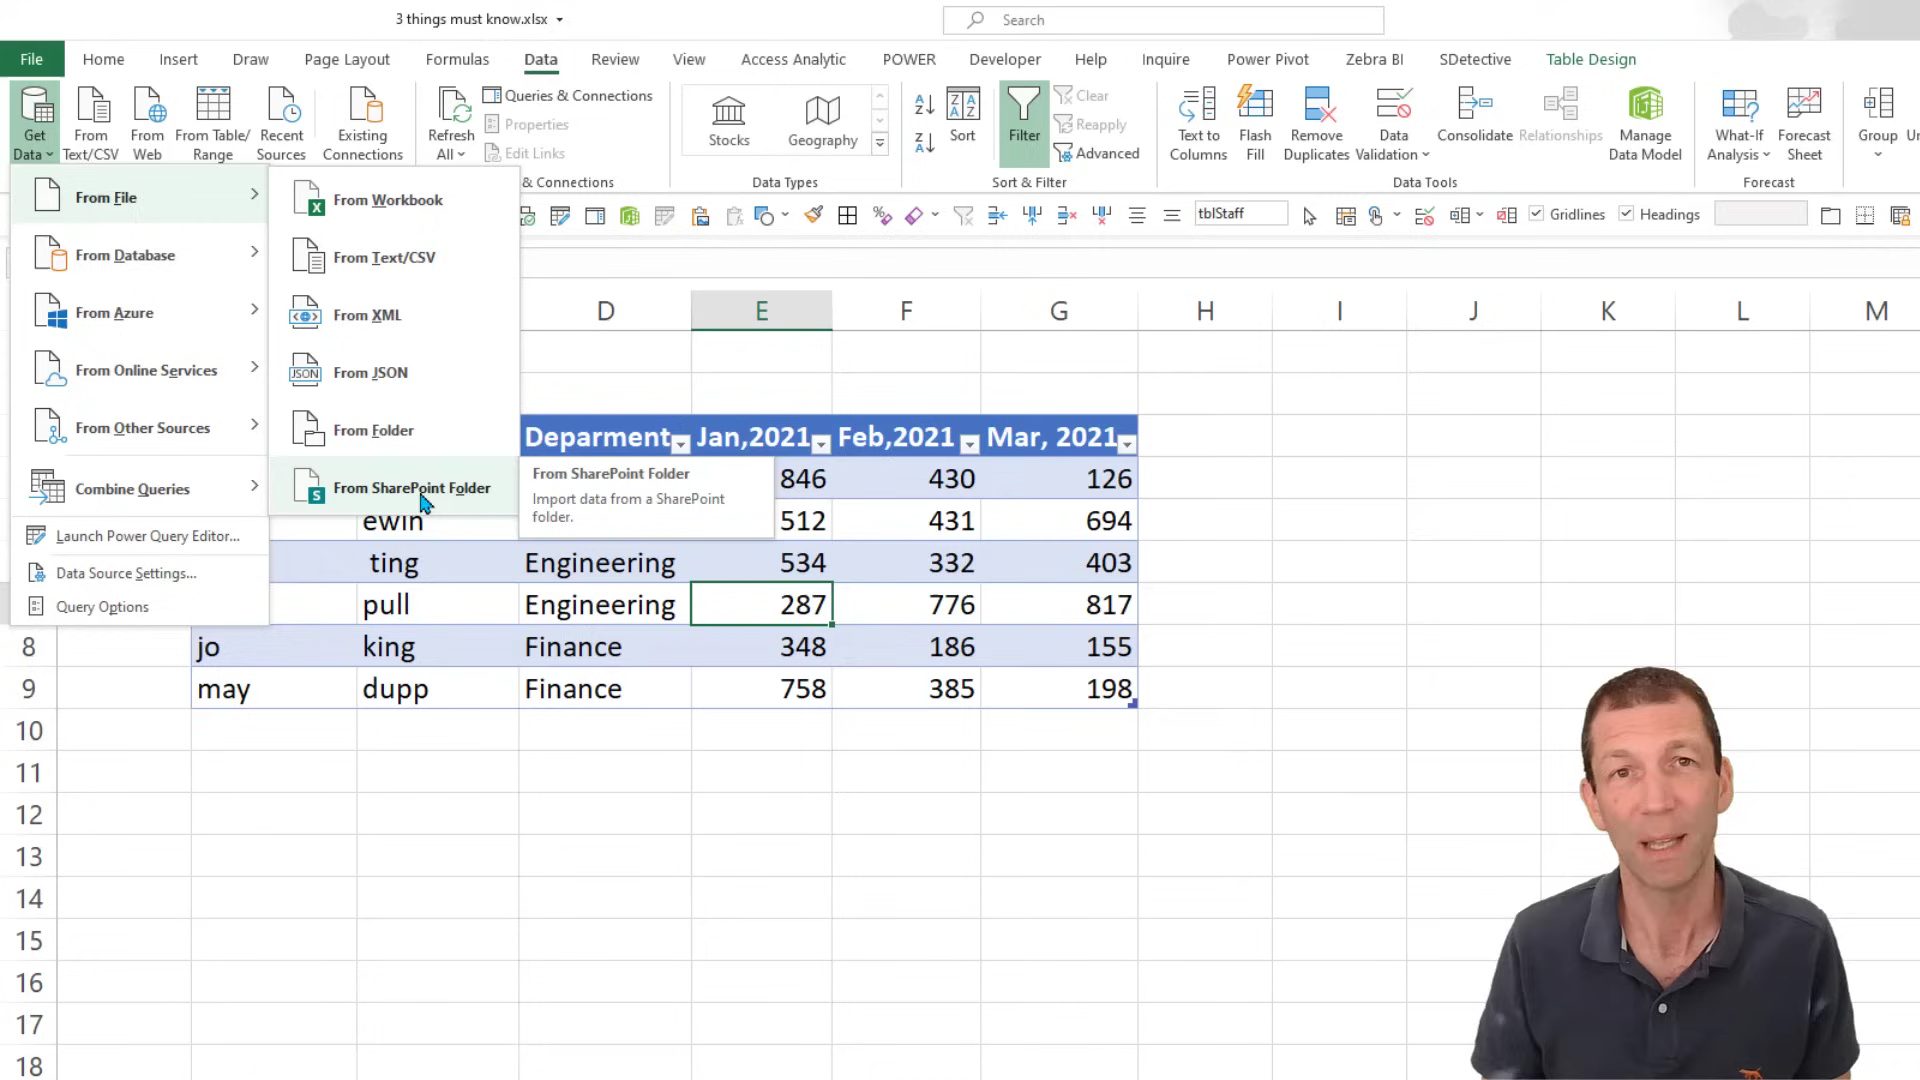 3 things must know.xlsx
Search
File
Home
Insert
Draw
Page Layout
Formulas
Data
Review
View
Access Analytic
POWER
Developer
Help
Inquire
Power Pivot
Zebra BI
SDetective
Table Design
Get
Data
From
Text/CSV
From
Web
From Table/
Range
Recent
Sources
Existing
Connections
Refresh
All
Queries & Connections
Properties
Edit Links
Stocks
Geography
Sort
Filter
Clear
Reapply
Advanced
Text to
Columns
Flash
Fill
Remove
Duplicates
Data
Validation
Consolidate
Relationships
Manage
Data Model
What-If
Analysis
Forecast
Sheet
Group
& Connections
Data Types
Sort & Filter
Data Tools
Forecast
tblStaff
Gridlines
Headings
From File
From Database
From Azure
From Online Services
From Other Sources
Combine Queries
Launch Power Query Editor...
Data Source Settings...
Query Options
From Workbook
From Text/CSV
From XML
JSON
From JSON
From Folder
From SharePoint Folder
From SharePoint Folder
Import data from a SharePoint
folder.
D E F G H I J K L M
Deparment Jan,2021 Feb,2021 Mar, 2021
846 430 126
ewin 512 431 694
ting Engineering 534 332 403
pull Engineering 287 776 817
8 jo king Finance 348 186 155
9 may dupp Finance 758 385 198
10
11
12
13
14
15
16
17
18